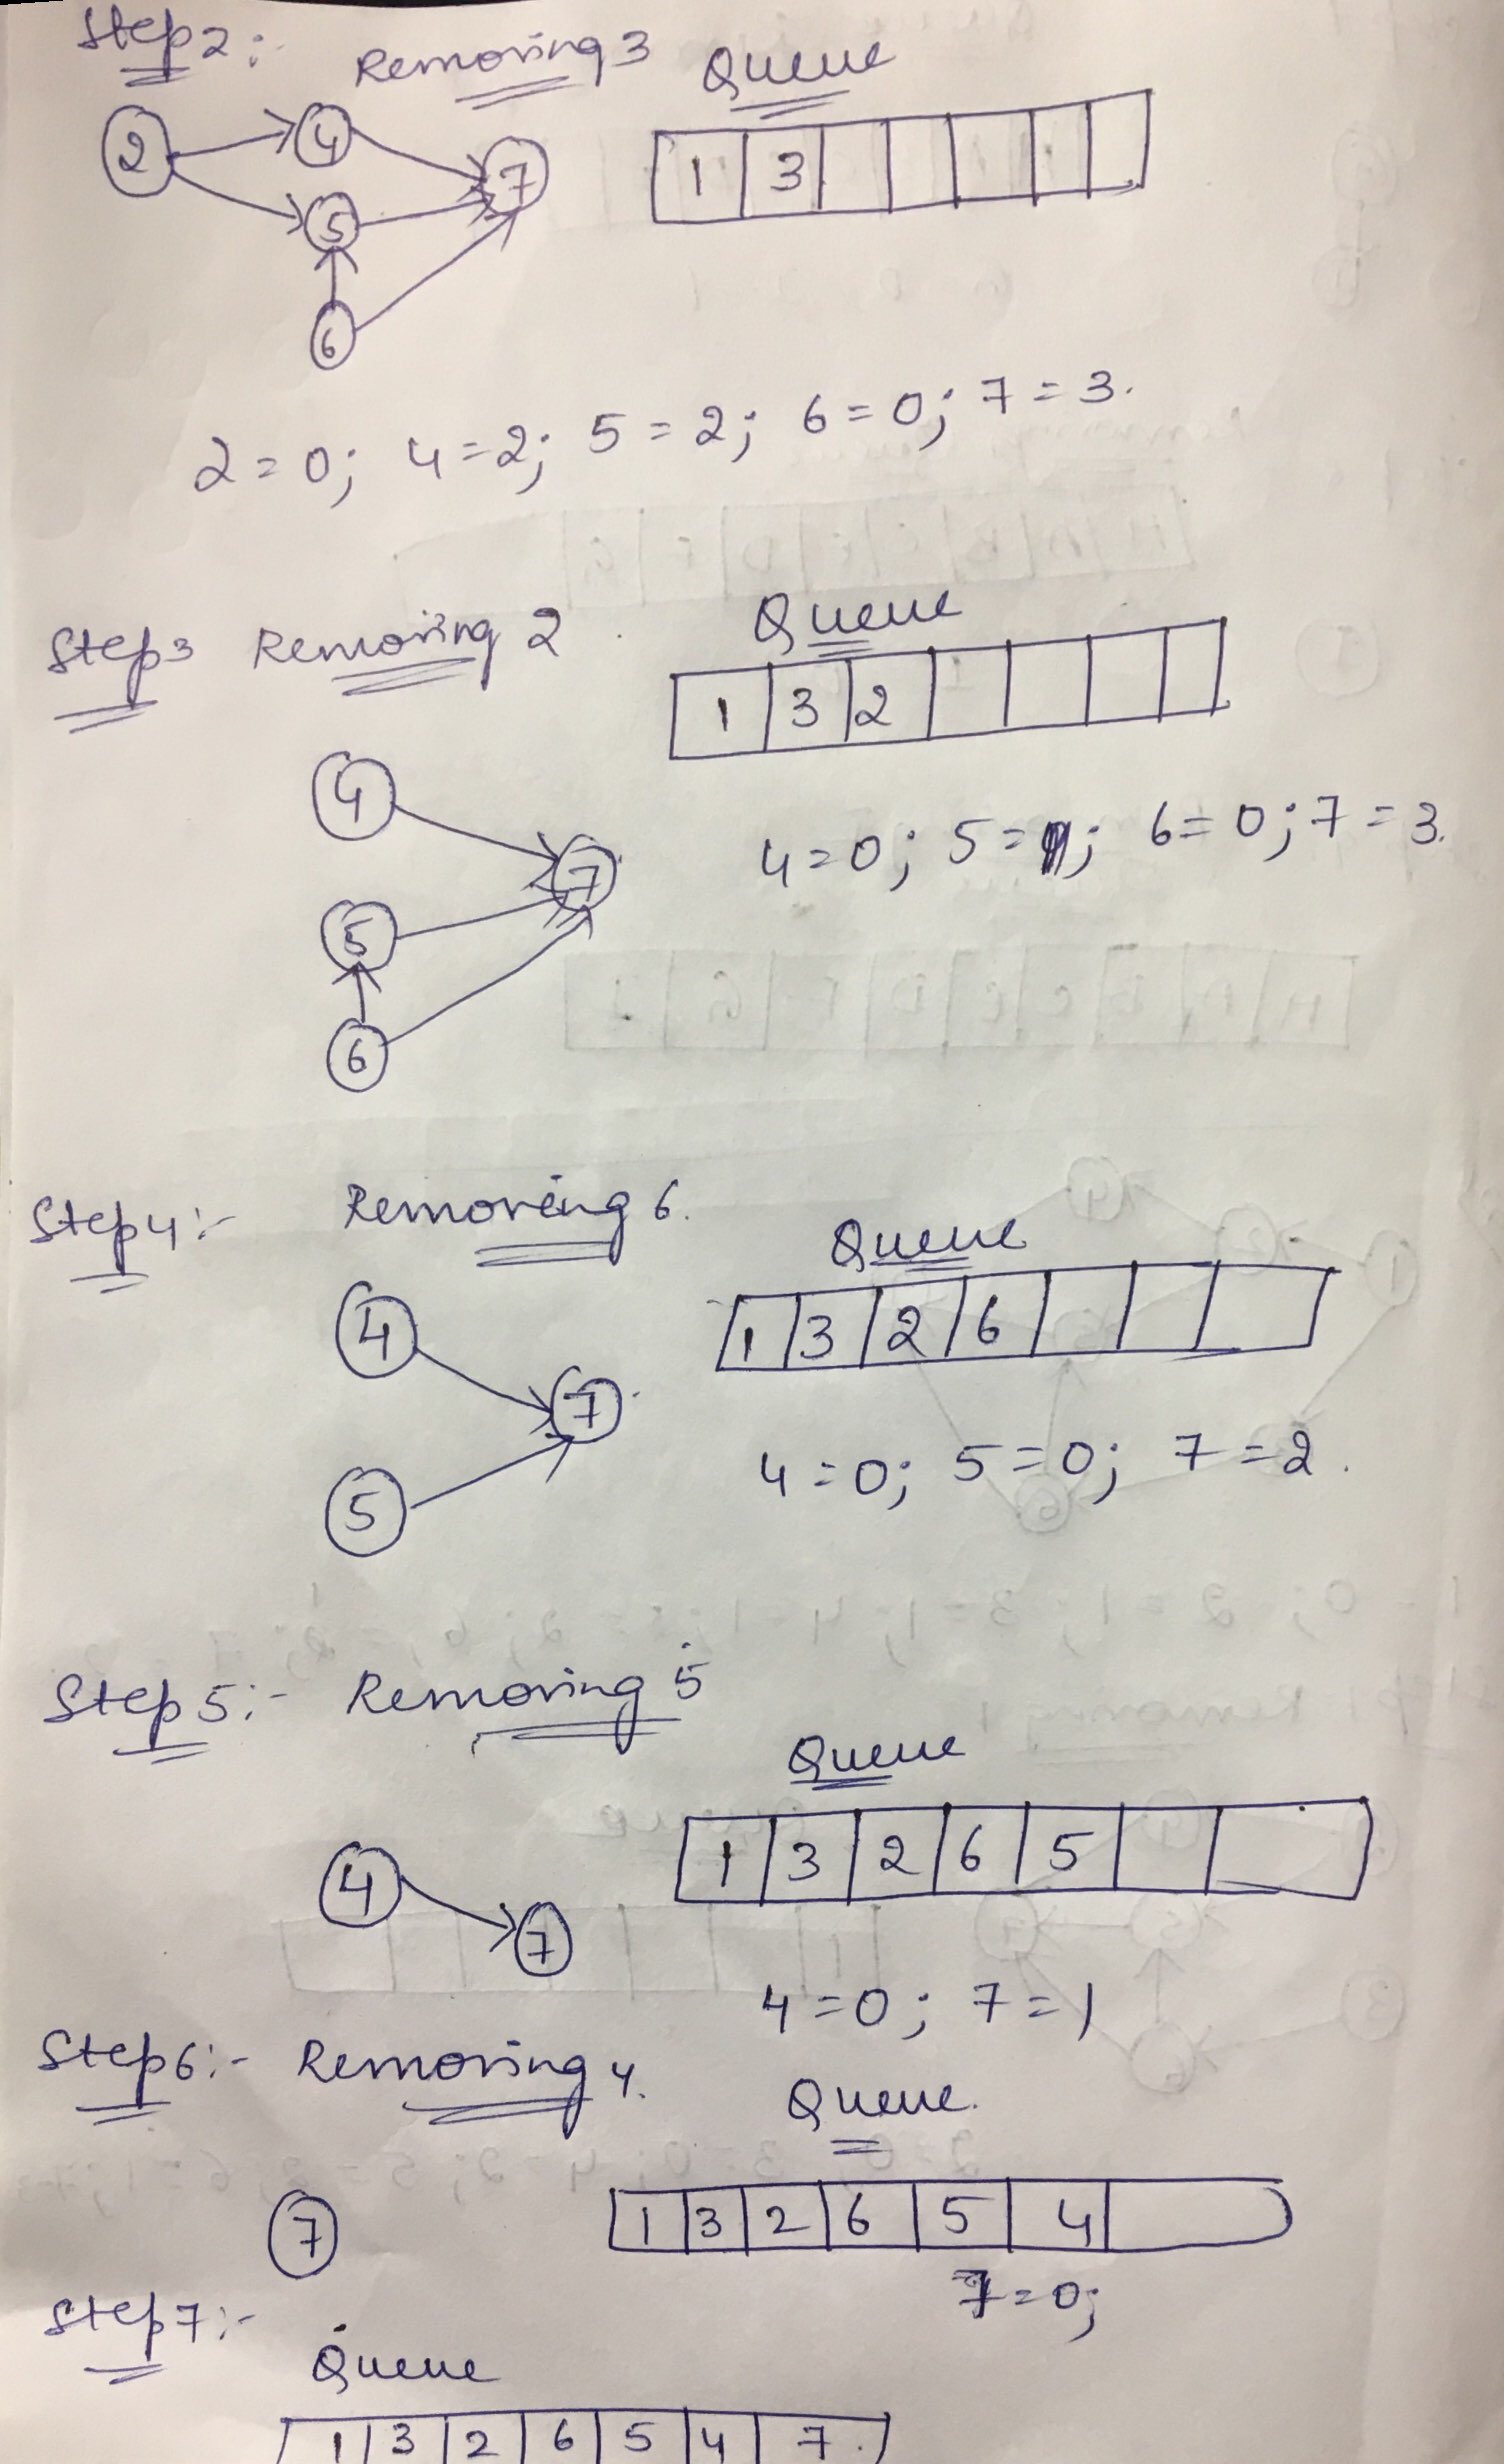 Step2:- Removing 3 Queue
2 4 7 5 6
1 3
2=0; 4=2; 5=2; 6=0; 7=3.
Step3 Removing 2 Queue
1 3 2
4 7 5 6
4=0; 5=1; 6=0; 7=3.
Step4:- Removing 6. Queue
1 3 2 6
4 7 5
4=0; 5=0; 7=2.
Step5:- Removing 5
Queue
1 3 2 6 5
4 7
4=0; 7=1
Step6:- Removing 4. Queue.
7
1 3 2 6 5 4
7=0;
Step7:-
Queue
1 3 2 6 5 4 7.